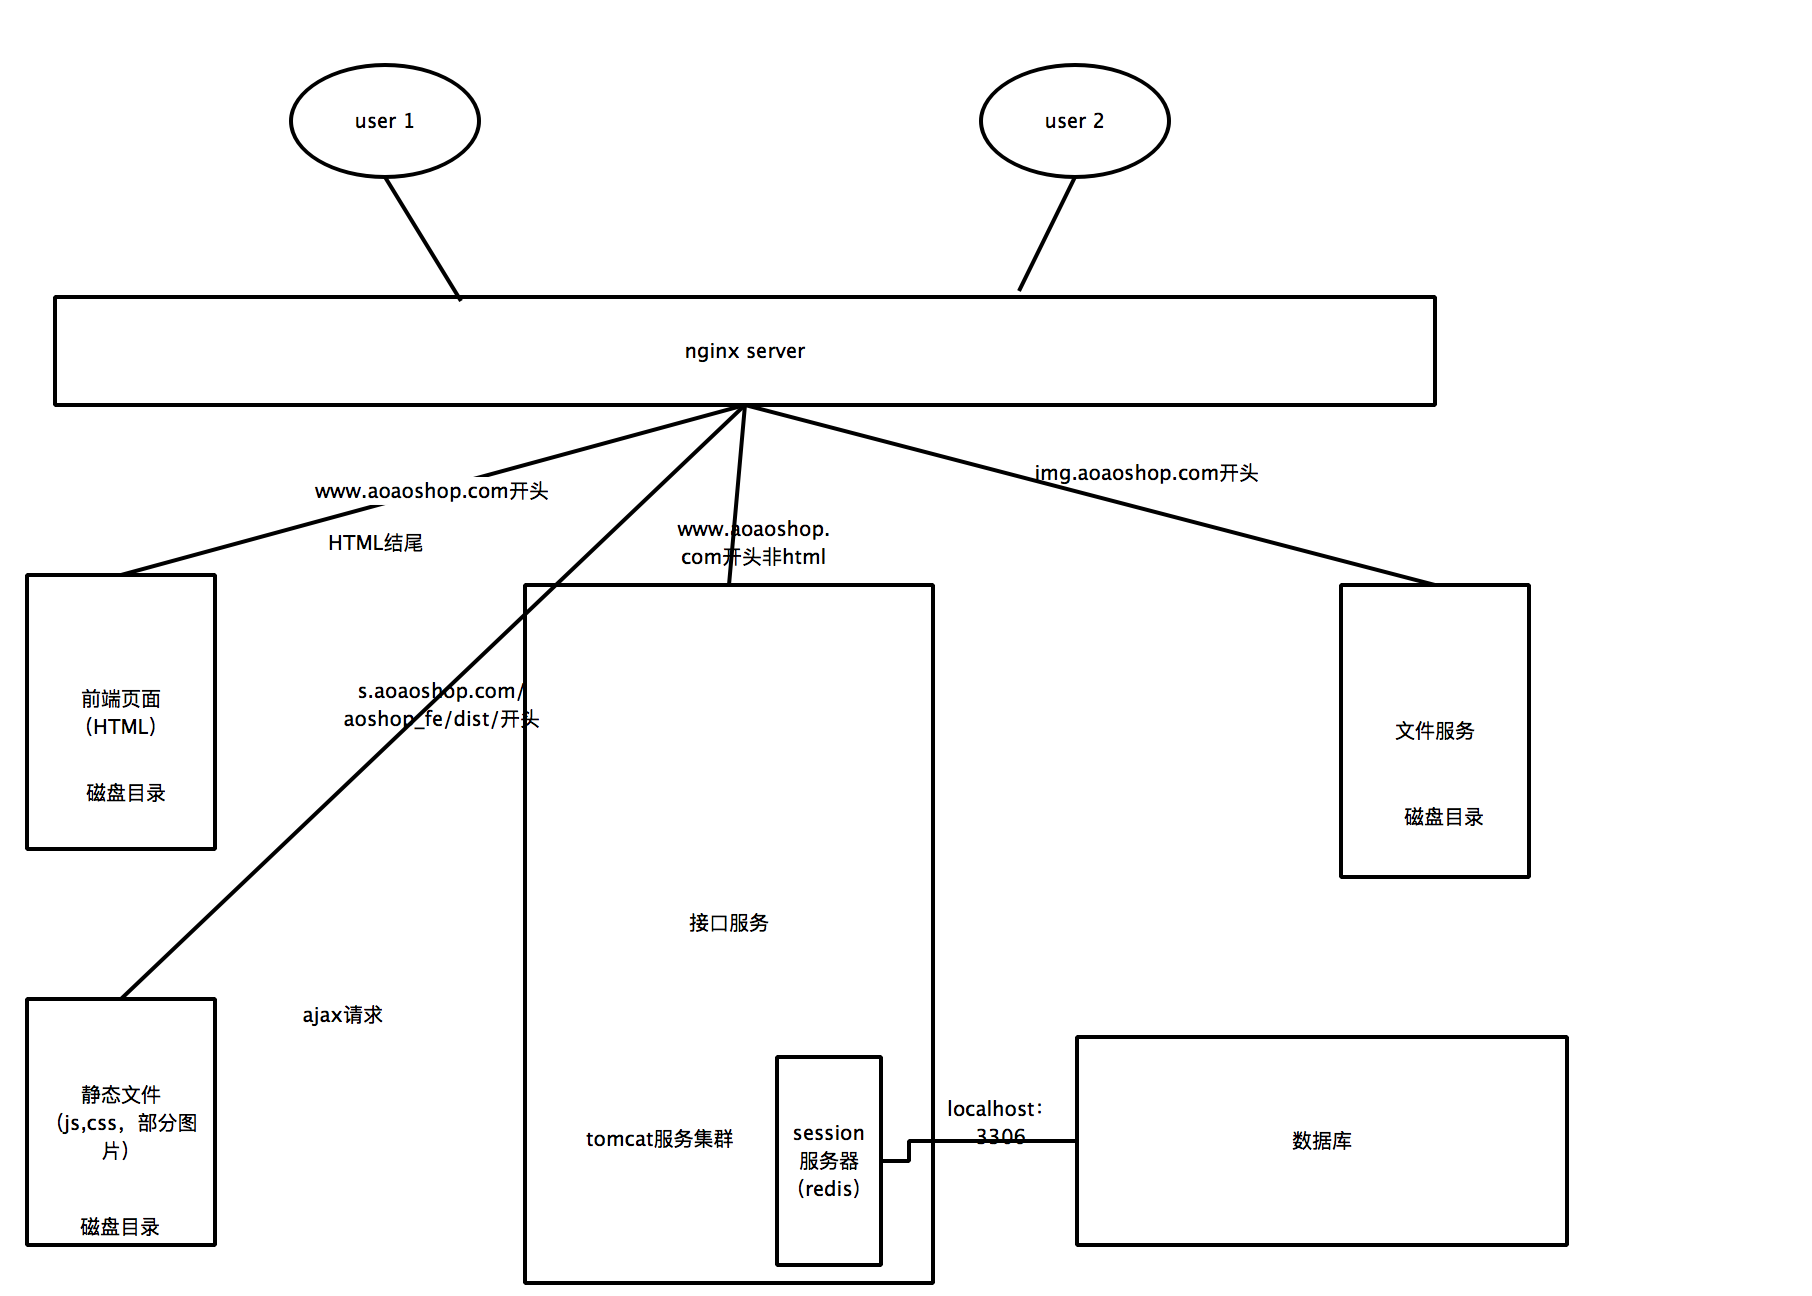 user 1
user 2
nginx server
www.aoaoshop.com开头
HTML结尾
www.aoaoshop.
com开头非html
img.aoaoshop.com开头
前端页面
（HTML）
磁盘目录
s.aoaoshop.com/
aoshop_fe/dist/开头
文件服务
磁盘目录
接口服务
ajax请求
静态文件
（js,css，部分图
片）
磁盘目录
tomcat服务集群
session
服务器
（redis）
localhost：
3306
数据库